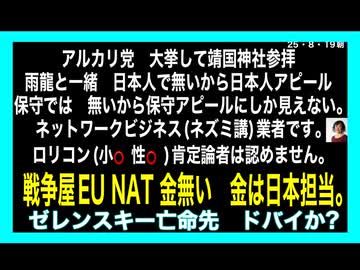 25・8・19朝
アルカリ党　大挙して靖国神社参拝
雨龍と一緒　日本人で無いから日本人アピール
保守では　無いから保守アピールにしか見えない。
ネットワークビジネス(ネズミ講)業者です。
ロリコン(小○ 性○ )肯定論者は認めません。
戦争屋EU NAT 金無い　金は日本担当。
ゼレンスキー亡命先　ドバイか?